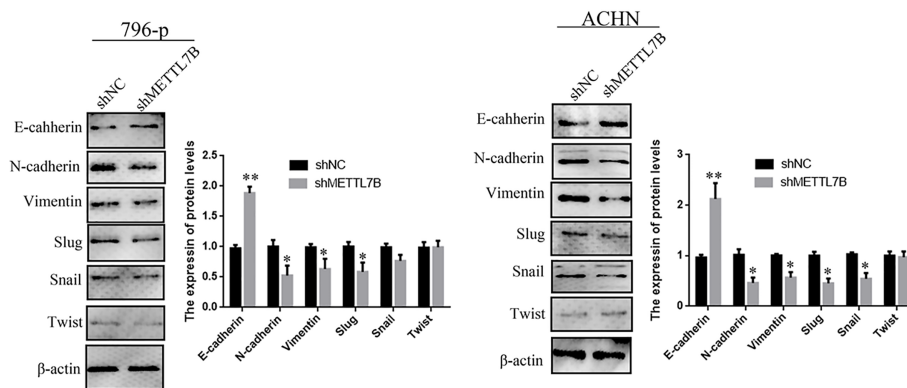 796-p
shNC
shMETTL7B
E-cahherin
N-cadherin
Vimentin
Slug
Snail
Twist
β-actin
The expressin of protein levels
2.5
2.0
1.5
1.0
0.5
0.0
shNC
shMETTL7B
**
*
*
*
E-cadherin
N-cadherin
Vimentin
Slug
Snail
Twist
ACHN
shNC
shMETTL7B
E-cahherin
N-cadherin
Vimentin
Slug
Snail
Twist
β-actin
The expressin of protein levels
3
2
1
0
shNC
shMETTL7B
**
*
*
*
*
E-cadherin
N-cadherin
Vimentin
Slug
Snail
Twist